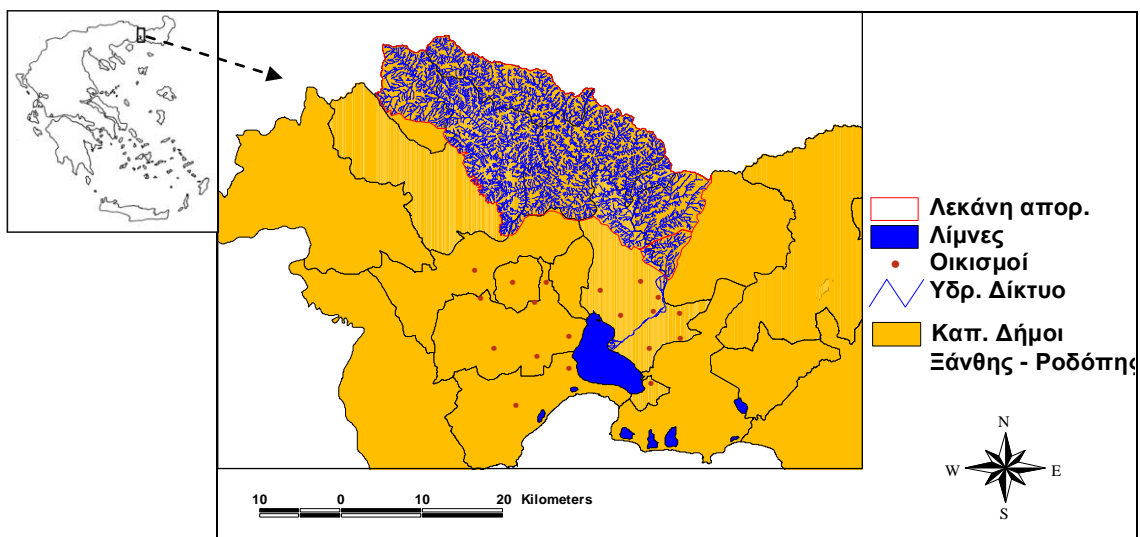 Λεκάνη απορ.
Λίμνες
Οικισμοί
Υδρ. Δίκτυο
Καπ. Δήμοι
Ξάνθης - Ροδόπης
N
W E
S
10 0 10 20 Kilometers